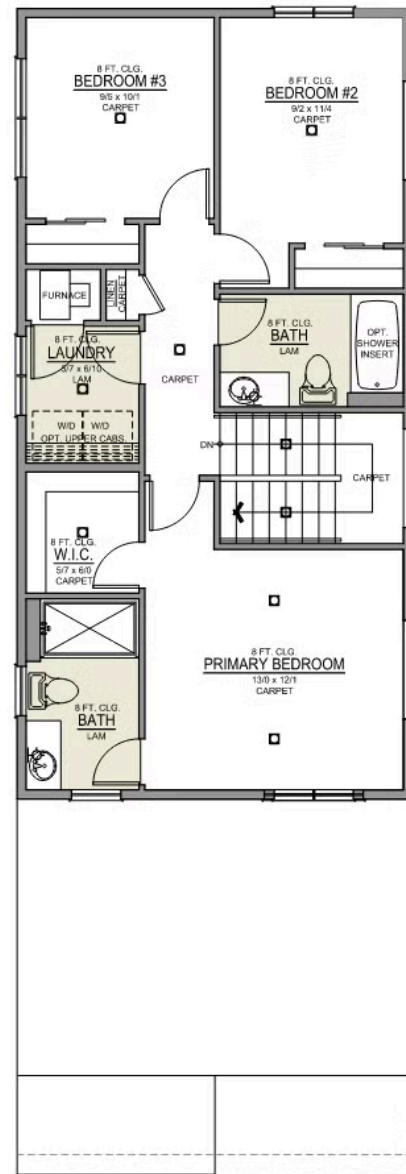 8 FT. CLG.
BEDROOM #3
9/5 x 10/1
CARPET
8 FT. CLG.
BEDROOM #2
9/2 x 11/4
CARPET
FURNACE
LINEN
CARPET
8 FT. CLG.
LAUNDRY
5/7 x 6/10
LAM
W/D W/D
OPT. UPPER CABS.
CARPET
8 FT. CLG.
BATH
LAM
OPT.
SHOWER
INSERT
DN
CARPET
8 FT. CLG.
W.I.C.
5/7 x 6/0
CARPET
8 FT. CLG.
PRIMARY BEDROOM
13/0 x 12/1
CARPET
8 FT. CLG.
BATH
LAM